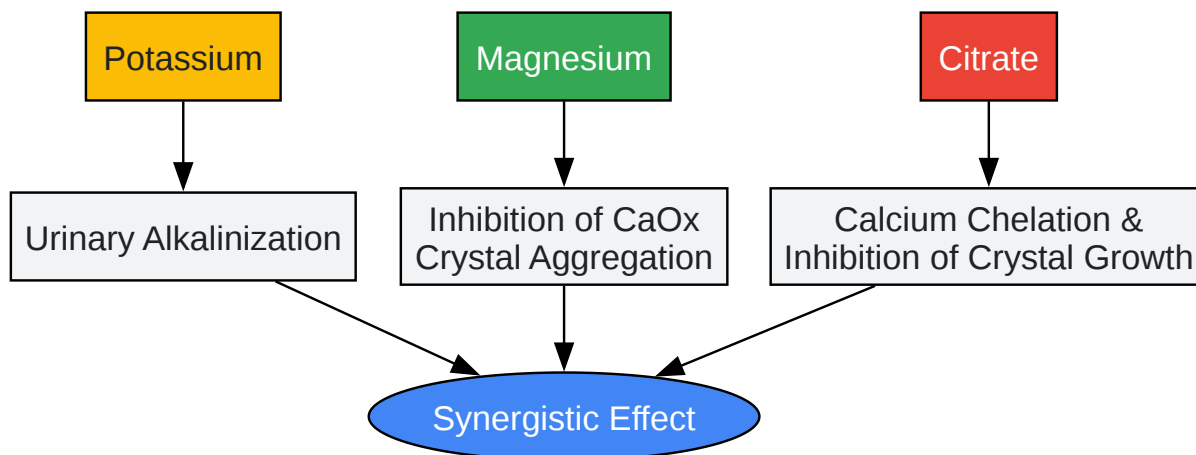 Potassium
Magnesium
Citrate
Urinary Alkalinization
Inhibition of CaOx
Crystal Aggregation
Calcium Chelation &
Inhibition of Crystal Growth
Synergistic Effect